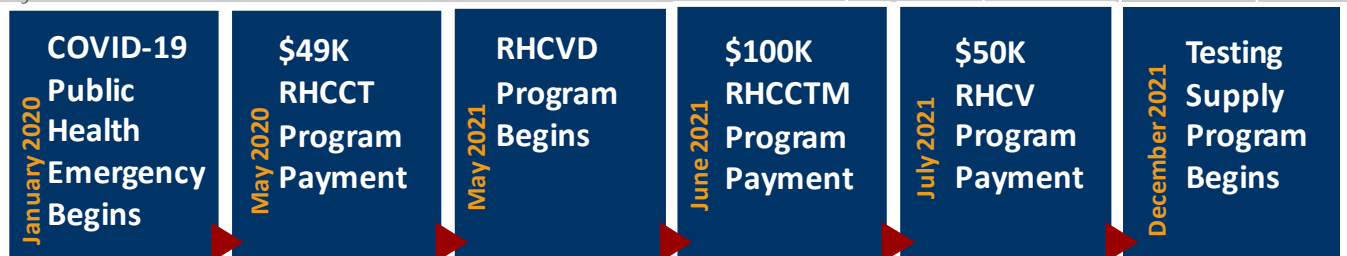 January 2020
COVID-19
Public
Health
Emergency
Begins
May 2020
$49K
RHCCT
Program
Payment
May 2021
RHCVD
Program
Begins
June 2021
$100K
RHCCTM
Program
Payment
July 2021
$50K
RHCV
Program
Payment
December 2021
Testing
Supply
Program
Begins